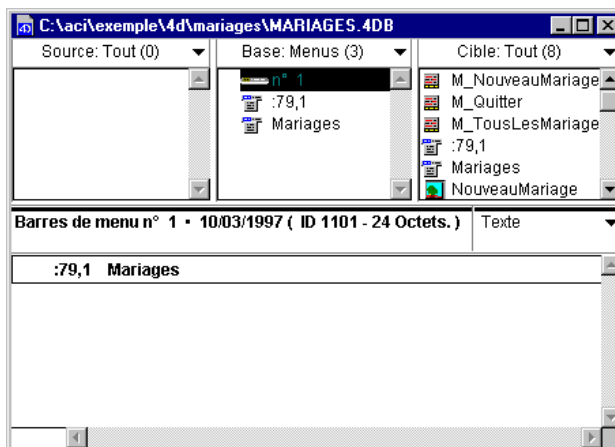 C:\aci\exemple\4d\mariages\MARIAGES.4DB
Source: Tout (0)
Base: Menus (3)
Cible: Tout (8)
n° 1
:79,1
Mariages
M_NouveauMariage
M_Quitter
M_TousLesMariage
:79,1
Mariages
NouveauMariage
Barres de menu n° 1 • 10/03/1997 ( ID 1101 - 24 Octets. )
Texte
:79,1 Mariages